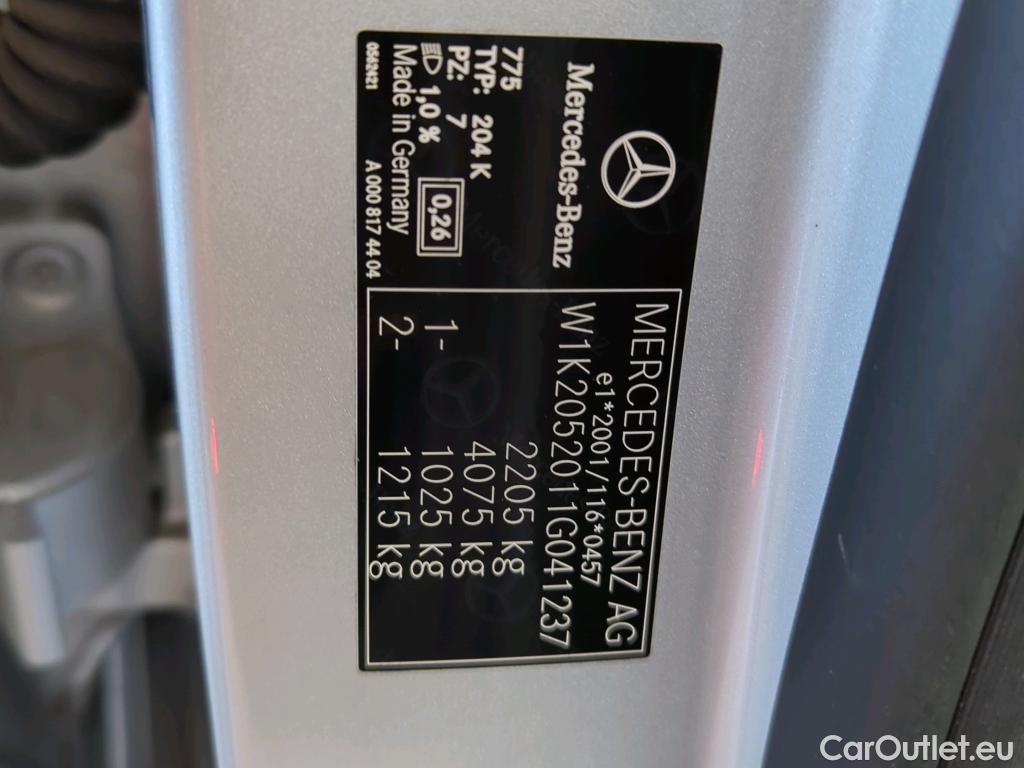 Mercedes-Benz
775
TYP: 204 K
PZ: 7
1,0 %
0,26
Made in Germany
0562421 A 000 817 44 04
MERCEDES-BENZ AG
e1*2001/116*0457
W1K2052011G041237
2205 kg
4075 kg
1- 1025 kg
2- 1215 kg
CarOutlet.eu